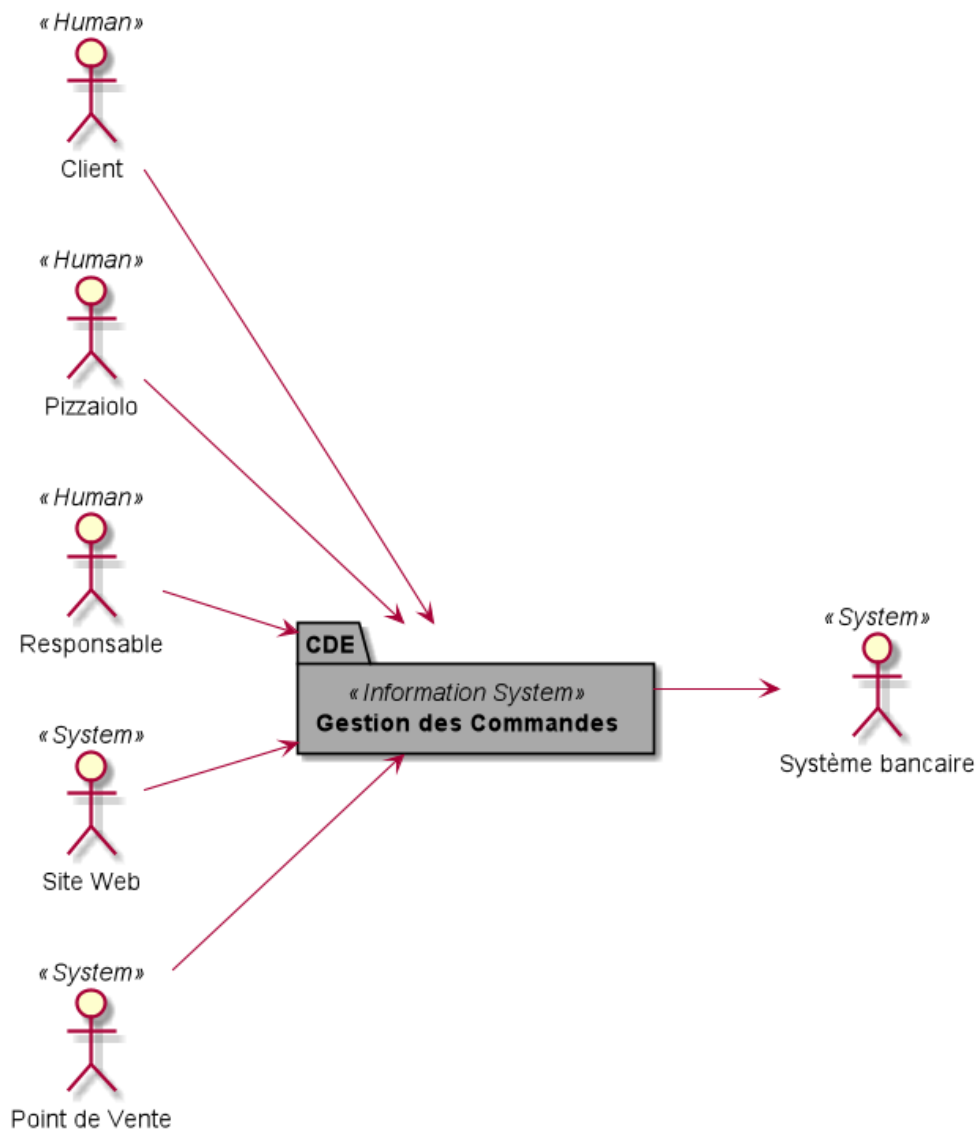 «Human»
Client
«Human»
Pizzaiolo
«Human»
Responsable
CDE
«Information System»
Gestion des Commandes
«System»
Système bancaire
«System»
Site Web
«System»
Point de Vente